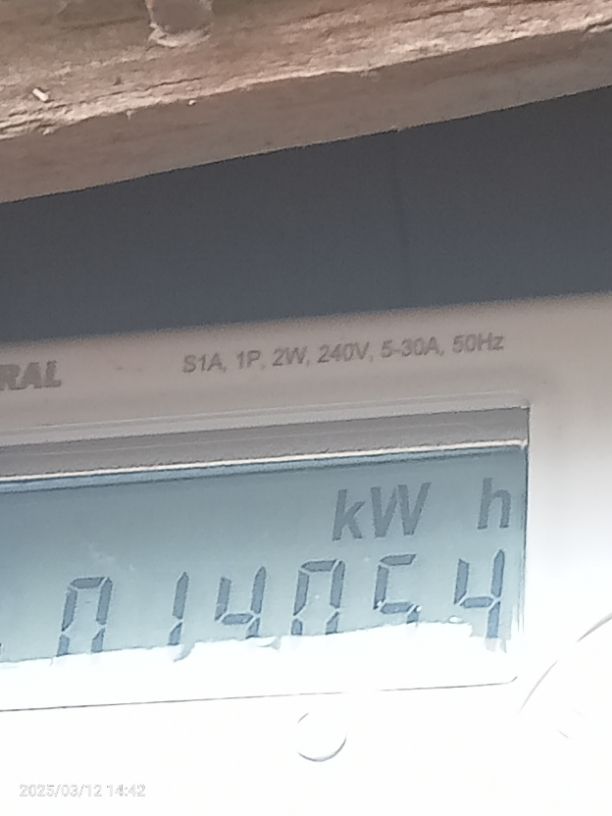 RAL
S1A, 1P, 2W, 240V, 5-30A, 50Hz
kW h
014054
2025/03/12 14:42